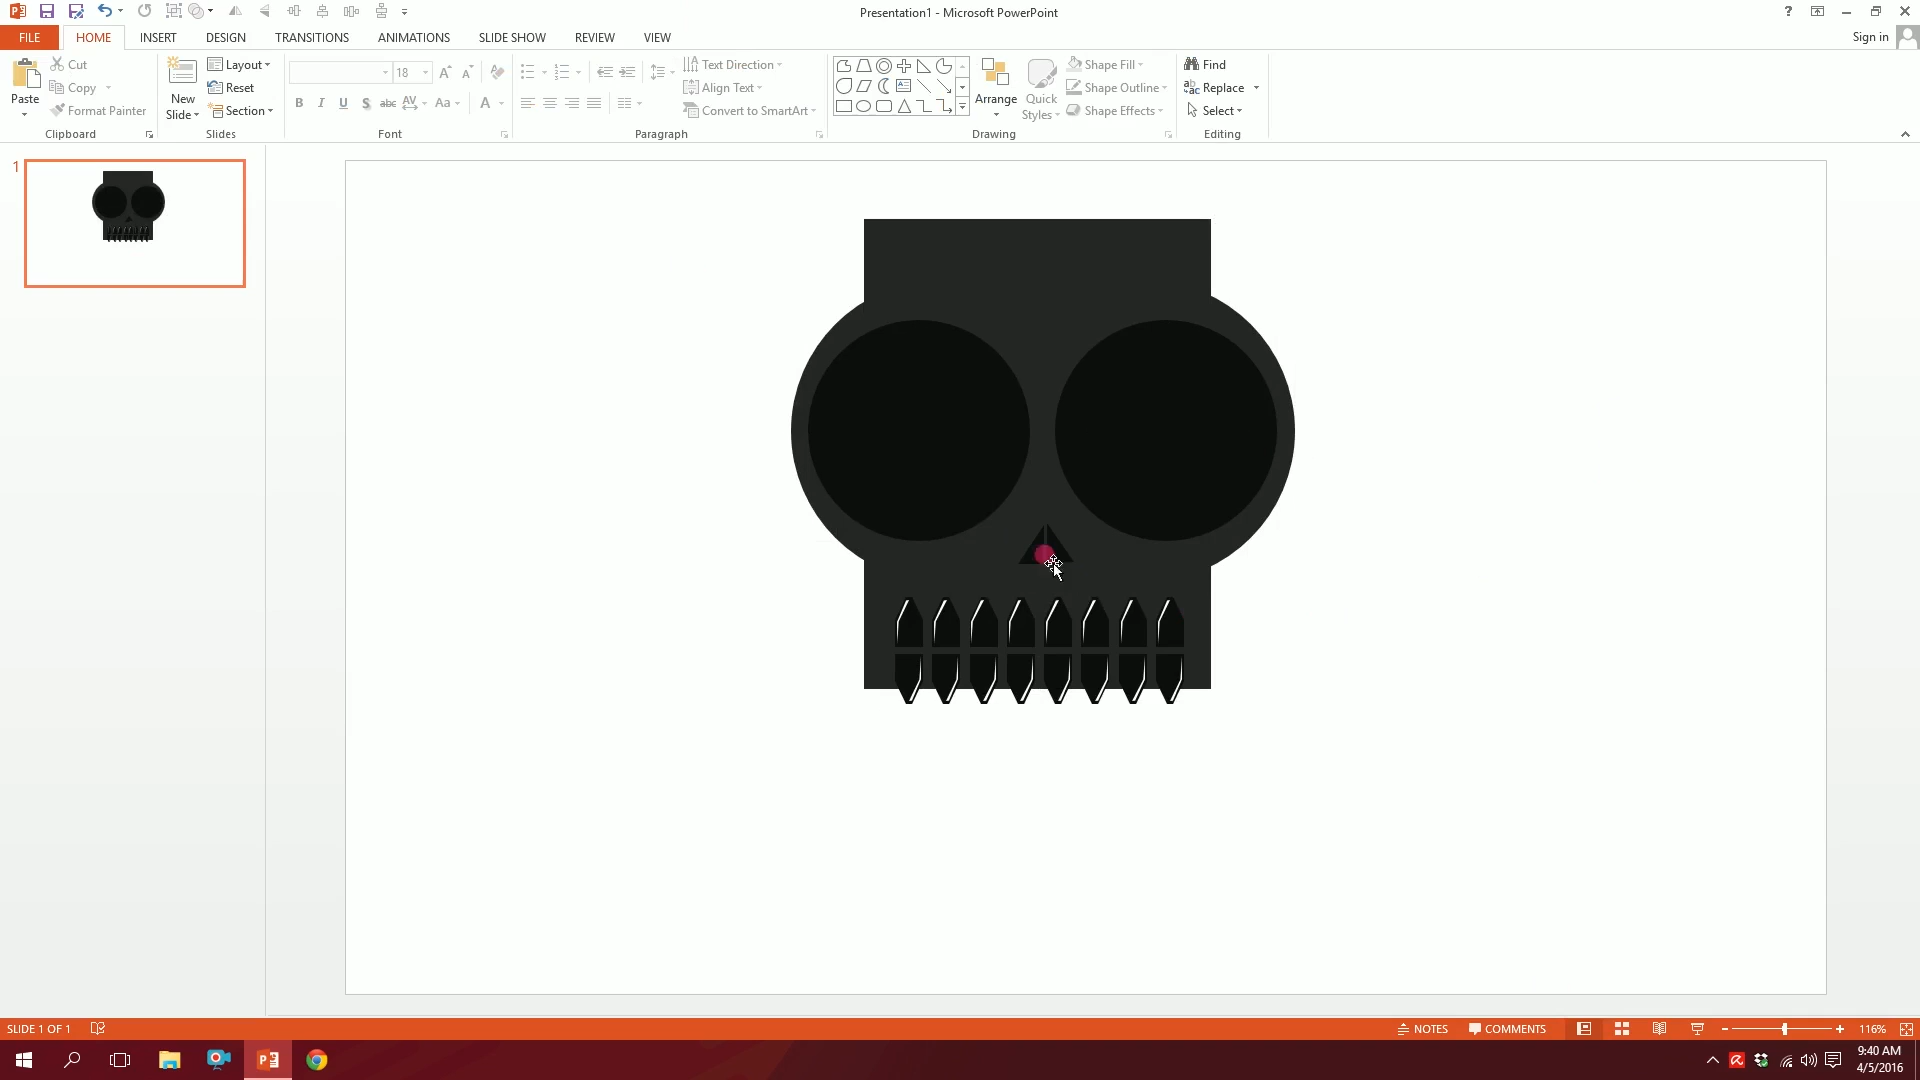 Presentation1 - Microsoft PowerPoint
?
FILE HOME INSERT DESIGN TRANSITIONS ANIMATIONS SLIDE SHOW REVIEW VIEW
Sign in
Paste
Cut
Copy
Format Painter
Clipboard
New
Slide
Layout
Reset
Section
Slides
18
A A
B I U S abc AV Aa A
Font
Text Direction
Align Text
Convert to SmartArt
Paragraph
Arrange
Quick
Styles
Shape Fill
Shape Outline
Shape Effects
Drawing
Find
Replace
Select
Editing
1
SLIDE 1 OF 1
NOTES
COMMENTS
116%
9:40 AM
4/5/2016